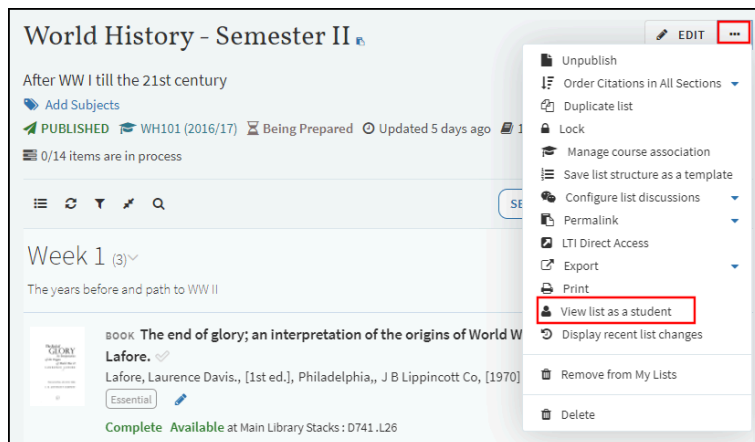 World History - Semester II
EDIT
After WW I till the 21st century
Add Subjects
PUBLISHED WH101 (2016/17) Being Prepared Updated 5 days ago 1
0/14 items are in process
SE
Week 1 (3)
The years before and path to WW II
BOOK The end of glory; an interpretation of the origins of World W
Lafore.
Lafore, Laurence Davis., [1st ed.], Philadelphia,, J B Lippincott Co, [1970]
Essential
Complete Available at Main Library Stacks : D741 .L26
GLORY
Unpublish
Order Citations in All Sections
Duplicate list
Lock
Manage course association
Save list structure as a template
Configure list discussions
Permalink
LTI Direct Access
Export
Print
View list as a student
Display recent list changes
Remove from My Lists
Delete